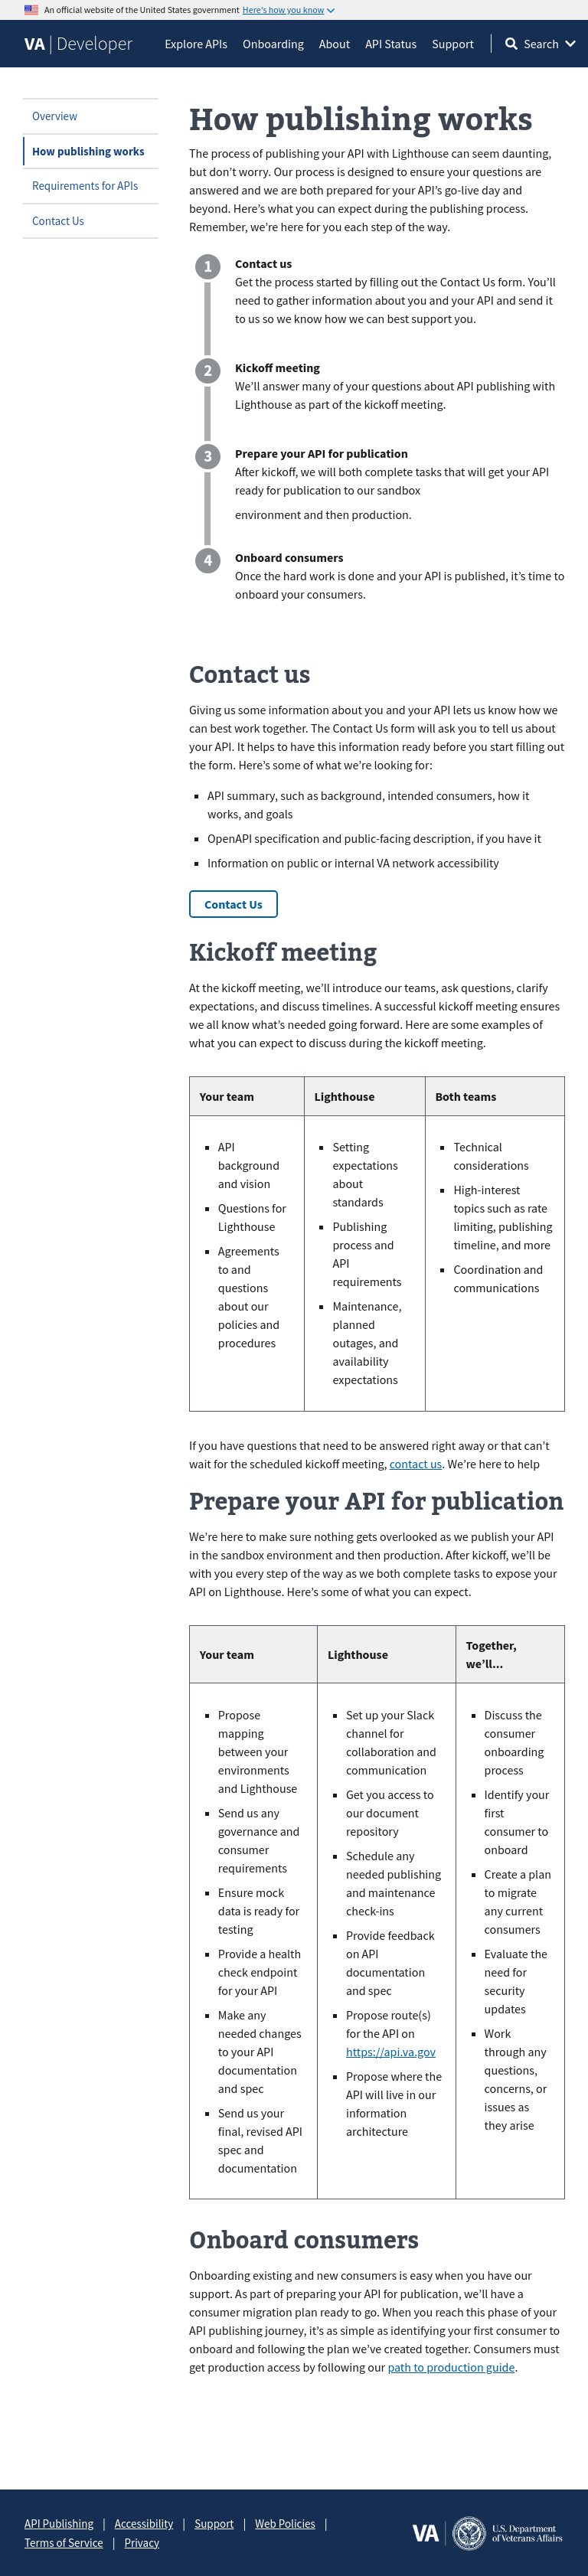 An official website of the United States government Here's how you know
VA | Developer
Explore APIs
Onboarding
About
API Status
Support
Search
Overview
How publishing works
Requirements for APIs
Contact Us
How publishing works
The process of publishing your API with Lighthouse can seem daunting,
but don’t worry. Our process is designed to ensure your questions are
answered and we are both prepared for your API’s go-live day and
beyond. Here’s what you can expect during the publishing process.
Remember, we’re here for you each step of the way.
1
Contact us
Get the process started by filling out the Contact Us form. You’ll
need to gather information about you and your API and send it
to us so we know how we can best support you.
2
Kickoff meeting
We’ll answer many of your questions about API publishing with
Lighthouse as part of the kickoff meeting.
3
Prepare your API for publication
After kickoff, we will both complete tasks that will get your API
ready for publication to our sandbox
environment and then production.
4
Onboard consumers
Once the hard work is done and your API is published, it’s time to
onboard your consumers.
Contact us
Giving us some information about you and your API lets us know how we
can best work together. The Contact Us form will ask you to tell us about
your API. It helps to have this information ready before you start filling out
the form. Here’s some of what we’re looking for:
API summary, such as background, intended consumers, how it
works, and goals
OpenAPI specification and public-facing description, if you have it
Information on public or internal VA network accessibility
Contact Us
Kickoff meeting
At the kickoff meeting, we’ll introduce our teams, ask questions, clarify
expectations, and discuss timelines. A successful kickoff meeting ensures
we all know what’s needed going forward. Here are some examples of
what you can expect to discuss during the kickoff meeting.
Your team
Lighthouse
Both teams
API
background
and vision
Questions for
Lighthouse
Agreements
to and
questions
about our
policies and
procedures
Setting
expectations
about
standards
Publishing
process and
API
requirements
Maintenance,
planned
outages, and
availability
expectations
Technical
considerations
High-interest
topics such as rate
limiting, publishing
timeline, and more
Coordination and
communications
If you have questions that need to be answered right away or that can’t
wait for the scheduled kickoff meeting, contact us. We’re here to help
Prepare your API for publication
We’re here to make sure nothing gets overlooked as we publish your API
in the sandbox environment and then production. After kickoff, we’ll be
with you every step of the way as we both complete tasks to expose your
API on Lighthouse. Here’s some of what you can expect.
Your team
Lighthouse
Together,
we’ll...
Propose
mapping
between your
environments
and Lighthouse
Send us any
governance and
consumer
requirements
Ensure mock
data is ready for
testing
Provide a health
check endpoint
for your API
Make any
needed changes
to your API
documentation
and spec
Send us your
final, revised API
spec and
documentation
Set up your Slack
channel for
collaboration and
communication
Get you access to
our document
repository
Schedule any
needed publishing
and maintenance
check-ins
Provide feedback
on API
documentation
and spec
Propose route(s)
for the API on
https://api.va.gov
Propose where the
API will live in our
information
architecture
Discuss the
consumer
onboarding
process
Identify your
first
consumer to
onboard
Create a plan
to migrate
any current
consumers
Evaluate the
need for
security
updates
Work
through any
questions,
concerns, or
issues as
they arise
Onboard consumers
Onboarding existing and new consumers is easy when you have our
support. As part of preparing your API for publication, we’ll have a
consumer migration plan ready to go. When you reach this phase of your
API publishing journey, it’s as simple as identifying your first consumer to
onboard and following the plan we’ve created together. Consumers must
get production access by following our path to production guide.
API Publishing | Accessibility | Support | Web Policies |
Terms of Service | Privacy
VA
U.S. Department
of Veterans Affairs